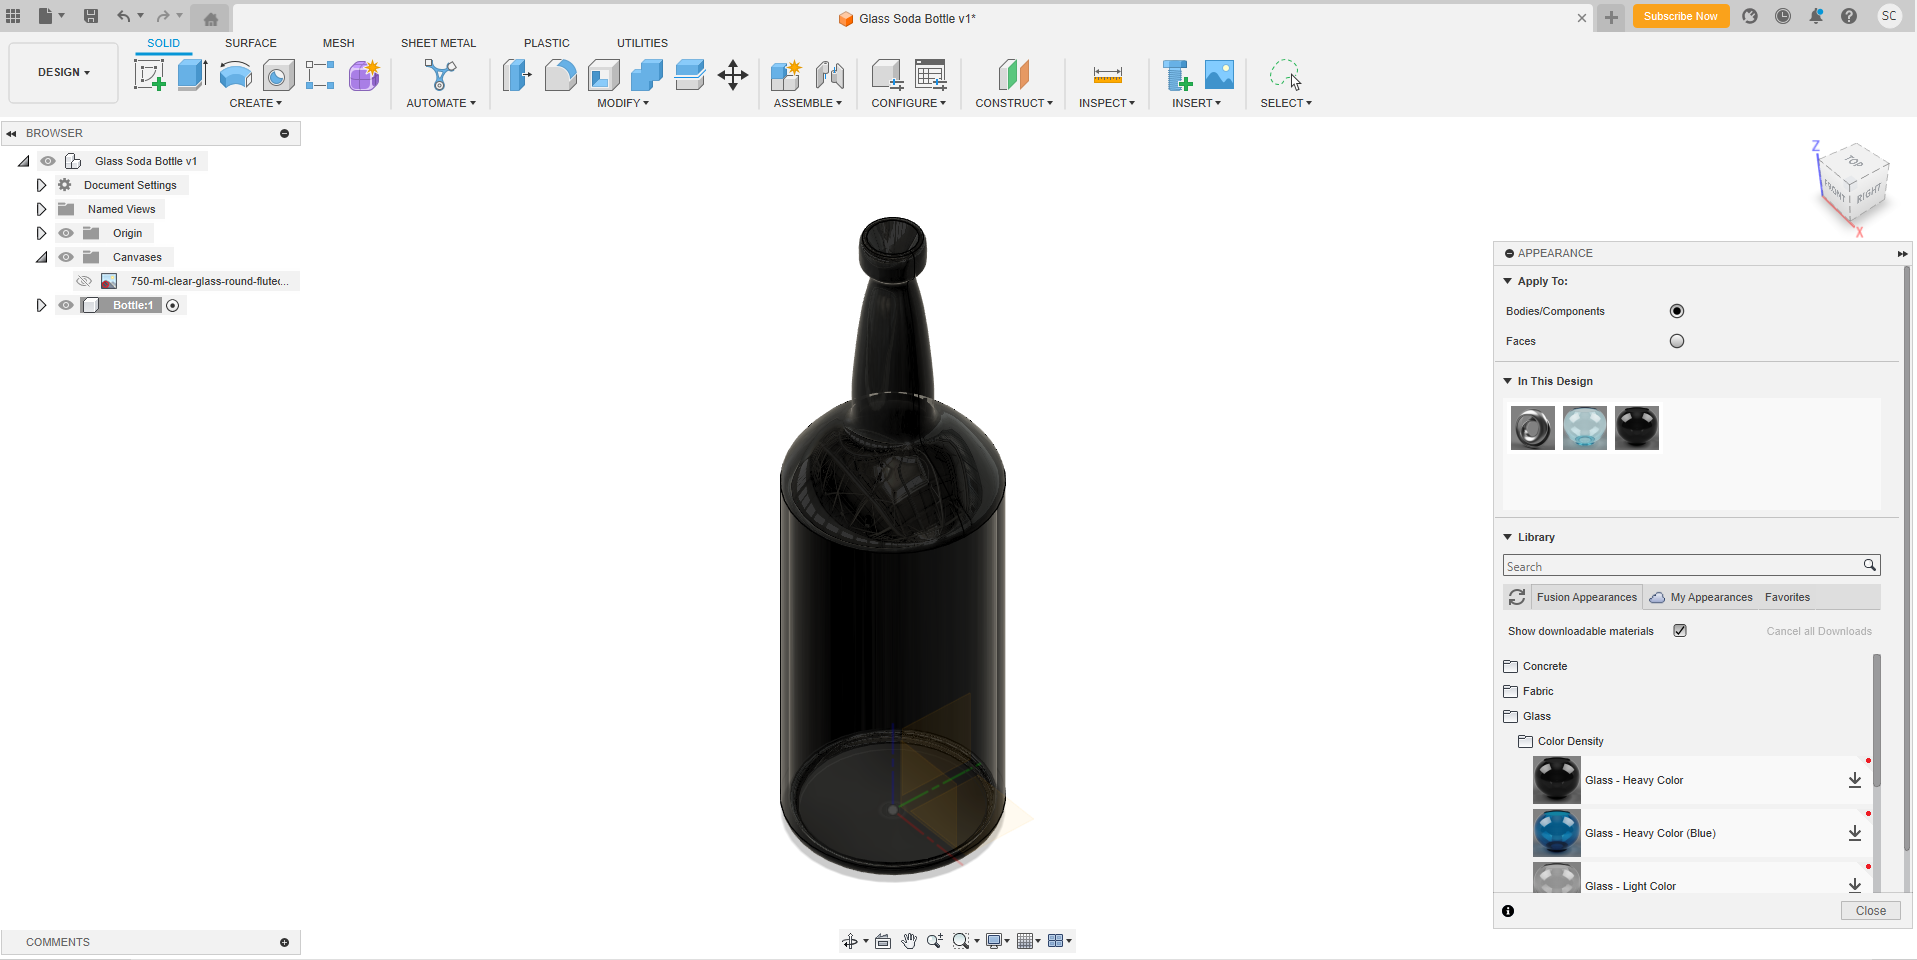 Glass Soda Bottle v1*
Subscribe Now
SC
SOLID
SURFACE
MESH
SHEET METAL
PLASTIC
UTILITIES
DESIGN
CREATE
AUTOMATE
MODIFY
ASSEMBLE
CONFIGURE
CONSTRUCT
INSPECT
INSERT
SELECT
BROWSER
Glass Soda Bottle v1
Document Settings
Named Views
Origin
Canvases
750-ml-clear-glass-round-flutec...
Bottle:1
Z
TOP
FRONT
RIGHT
X
APPEARANCE
Apply To:
Bodies/Components
Faces
In This Design
Library
Search
Fusion Appearances
My Appearances
Favorites
Show downloadable materials
Cancel all Downloads
Concrete
Fabric
Glass
Color Density
Glass - Heavy Color
Glass - Heavy Color (Blue)
Glass - Light Color
Close
COMMENTS